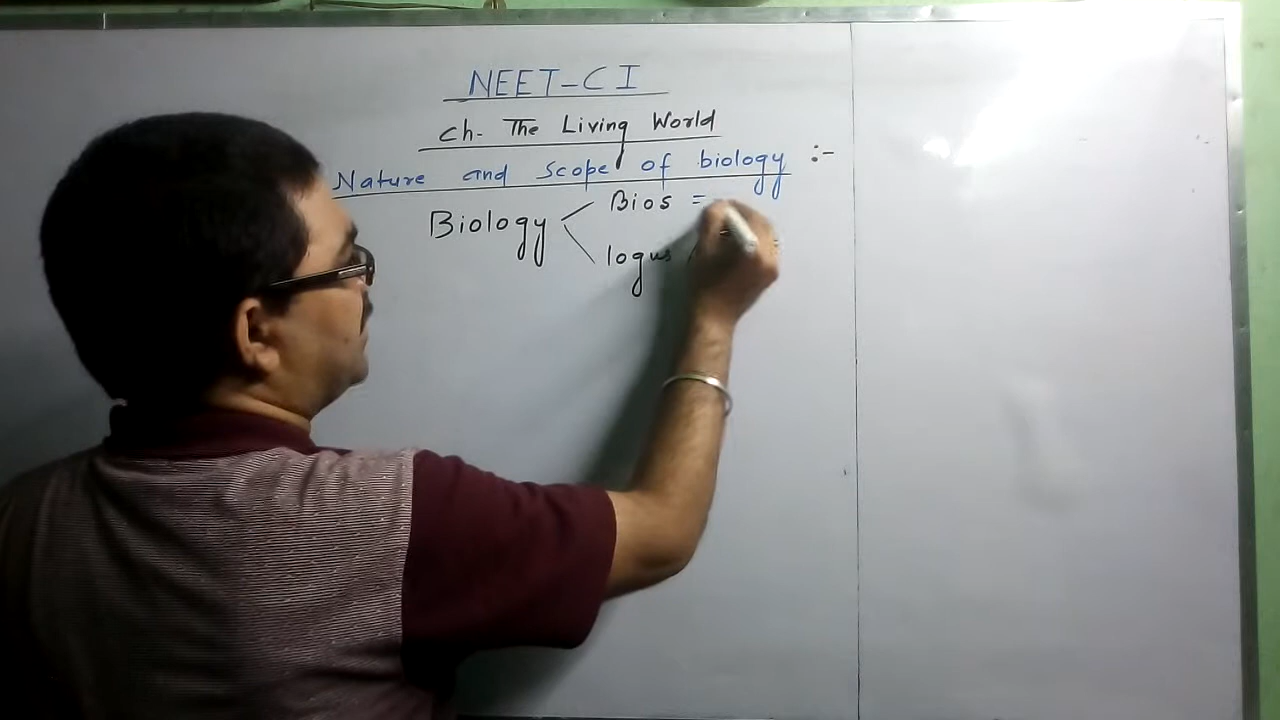 NEET-CI
Ch- The Living World
Nature and Scope of biology :-
Biology < Bios =
logus